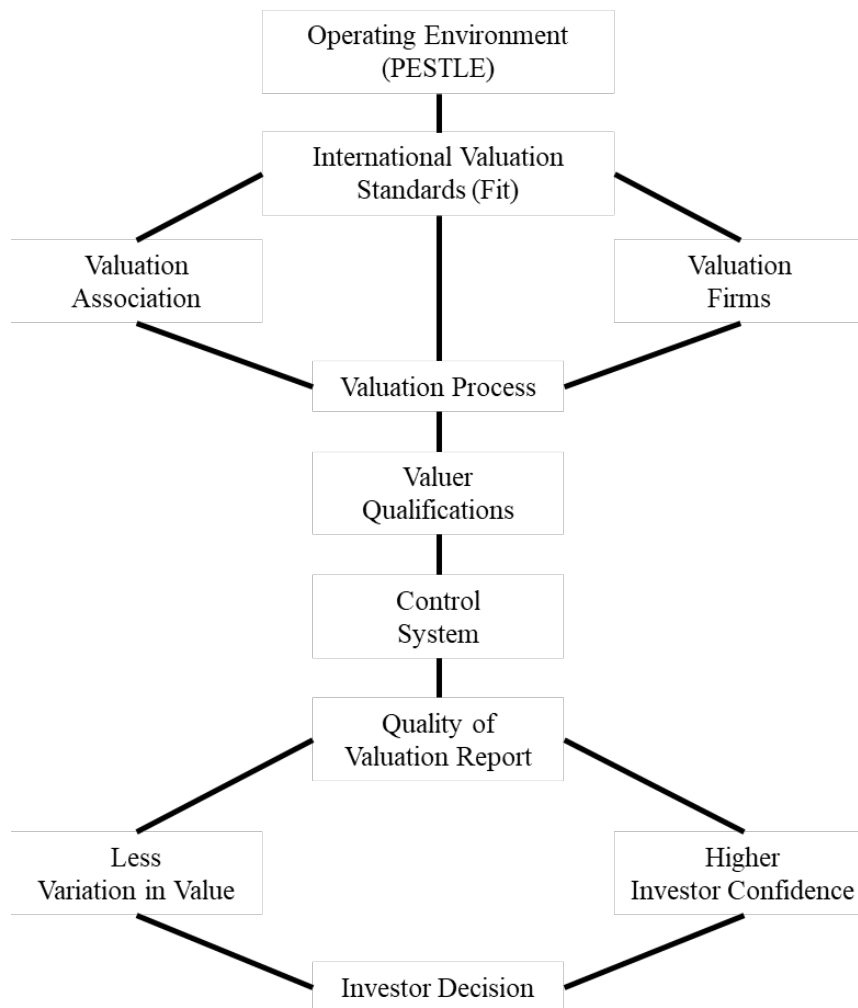 Operating Environment
(PESTLE)
International Valuation
Standards (Fit)
Valuation
Association
Valuation
Firms
Valuation Process
Valuer
Qualifications
Control
System
Quality of
Valuation Report
Less
Variation in Value
Higher
Investor Confidence
Investor Decision